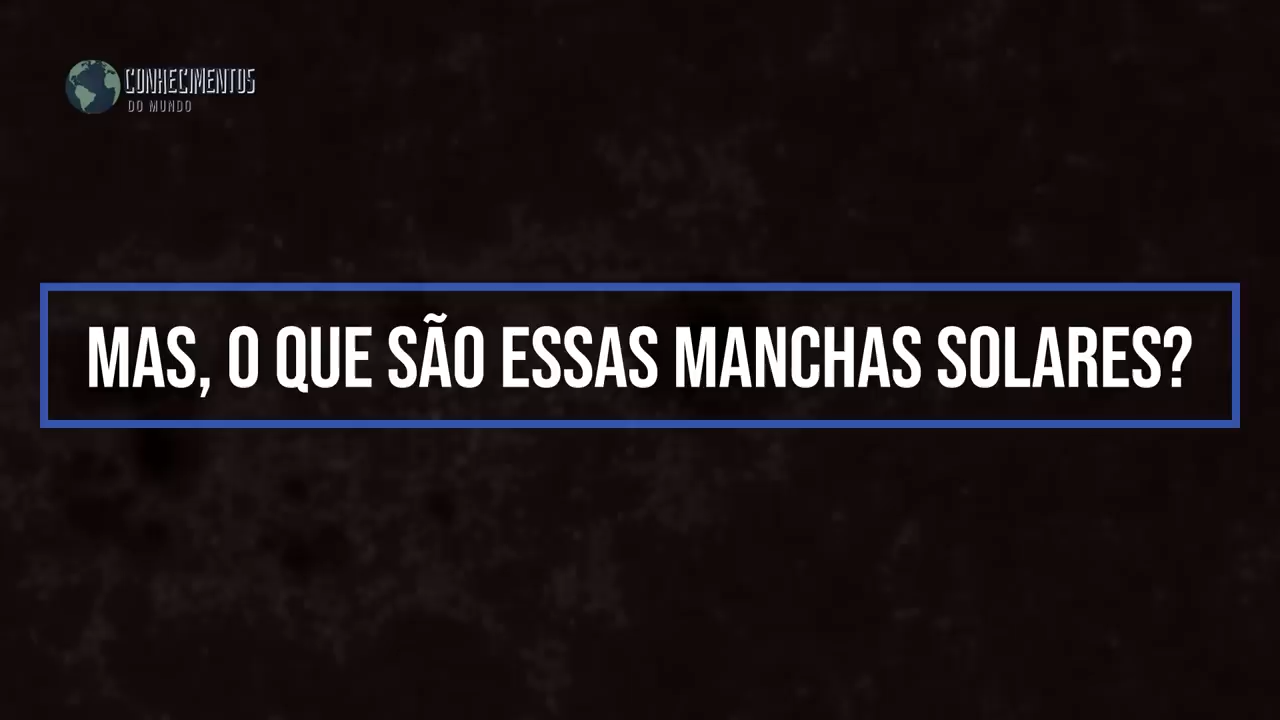 CONHECIMENTOS
DO MUNDO
MAS, O QUE SÃO ESSAS MANCHAS SOLARES?